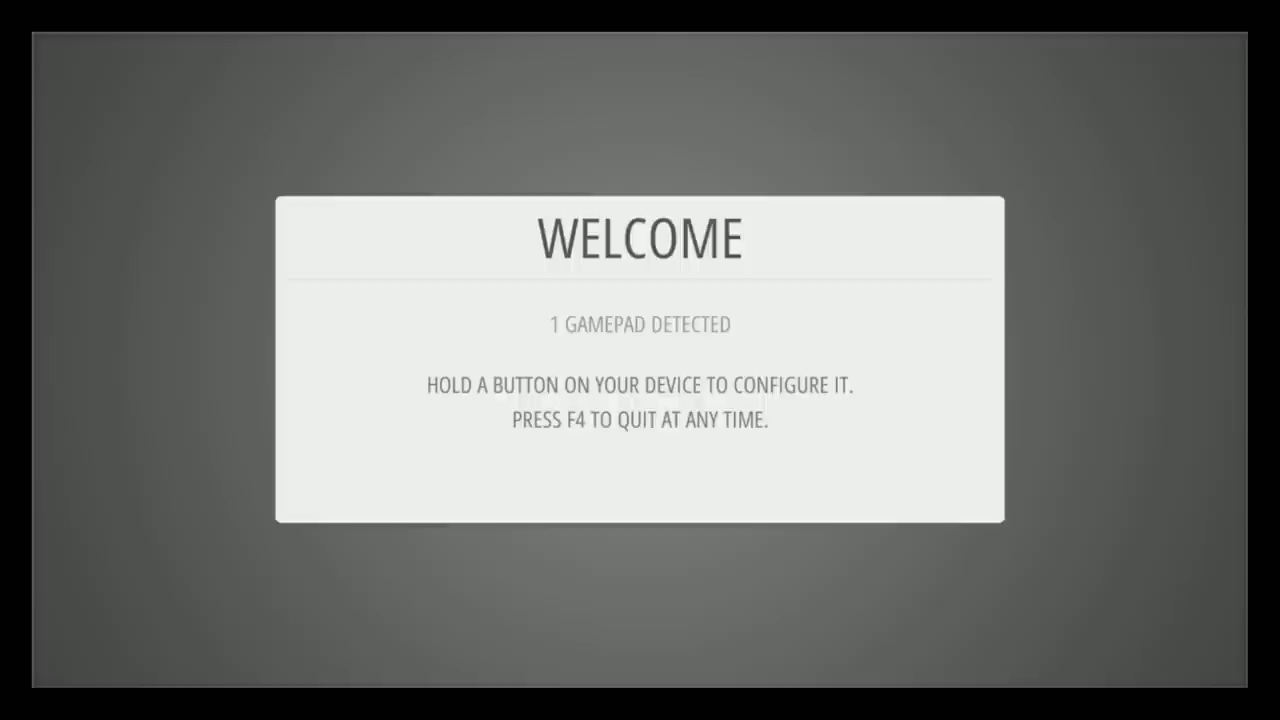 WELCOME
1 GAMEPAD DETECTED
HOLD A BUTTON ON YOUR DEVICE TO CONFIGURE IT.
PRESS F4 TO QUIT AT ANY TIME.